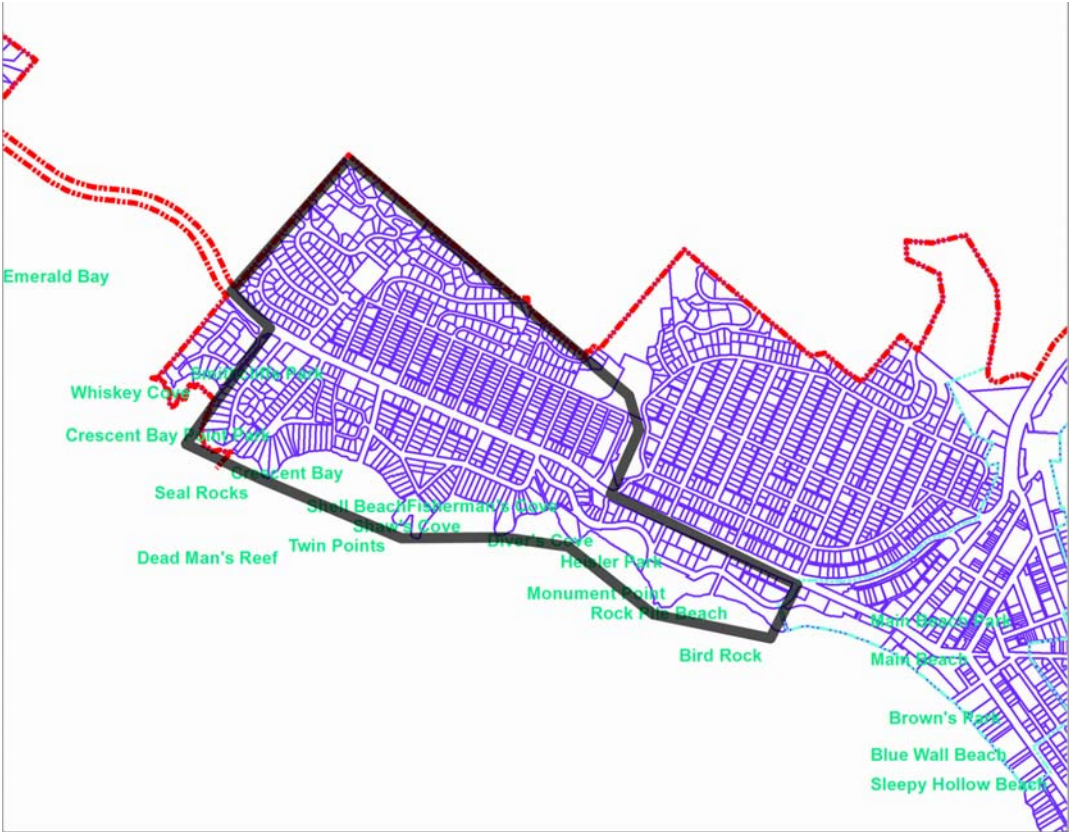 Emerald Bay
Smithcliffs Park
Whiskey Cove
Crescent Bay Point Park
Crescent Bay
Seal Rocks
Shell Beach
Fisherman's Cove
Shaw's Cove
Diver's Cove
Twin Points
Dead Man's Reef
Heisler Park
Monument Point
Rock Pile Beach
Main Beach Park
Bird Rock
Main Beach
Brown's Park
Blue Wall Beach
Sleepy Hollow Beach